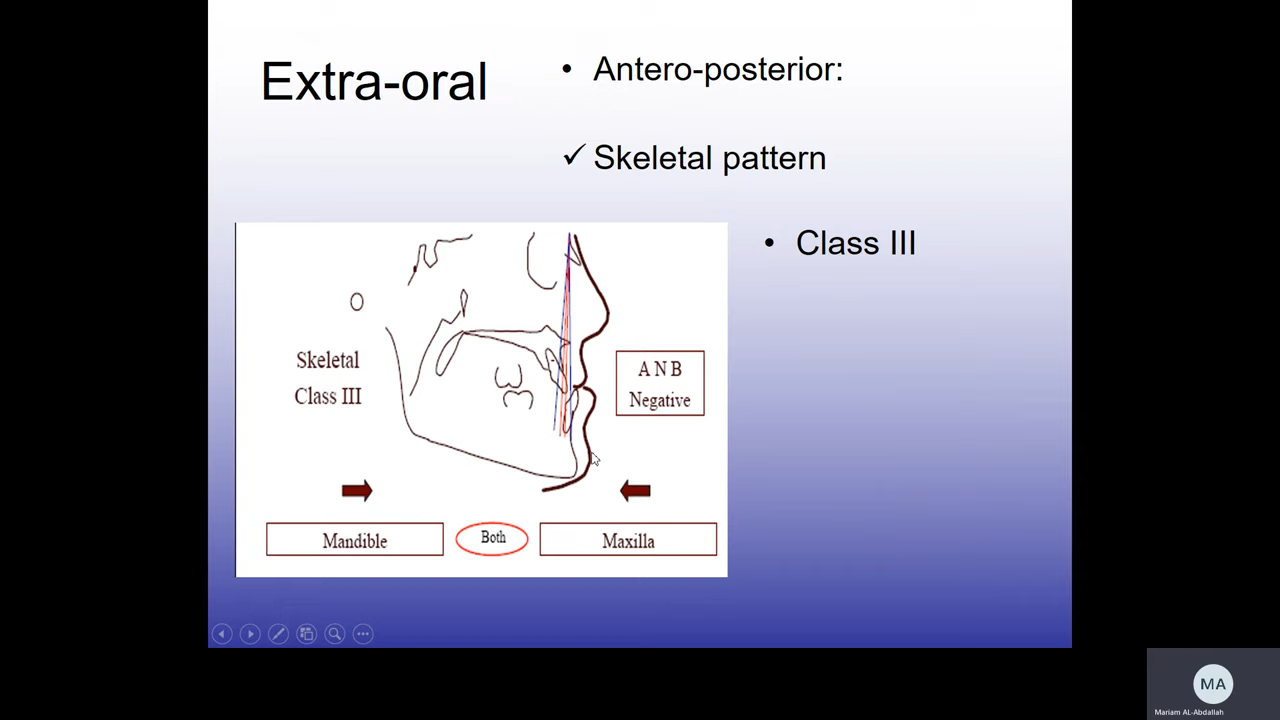 Extra-oral
• Antero-posterior:
✓ Skeletal pattern
• Class III
Skeletal
Class III
A N B
Negative
Mandible
Both
Maxilla
MA
Mariam AL-Abdallah